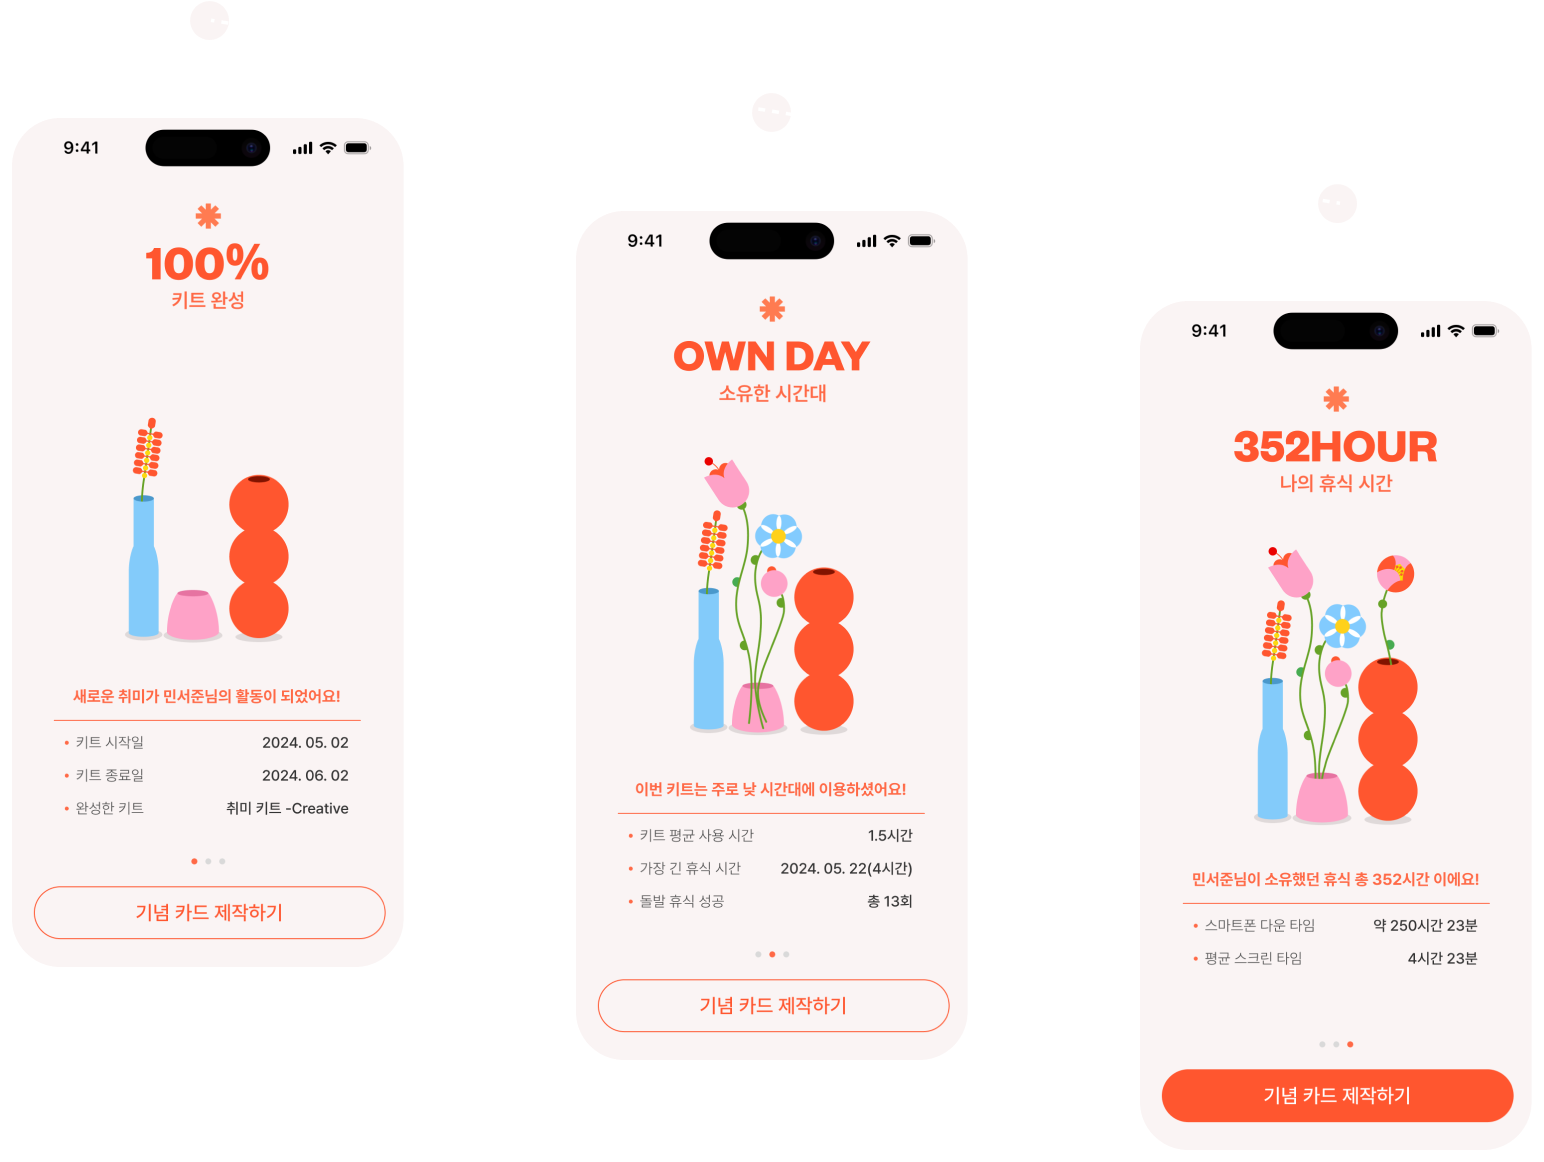 9:41
100%
키트 완성
새로운 취미가 민서준님의 활동이 되었어요!
• 키트 시작일 2024. 05. 02
• 키트 종료일 2024. 06. 02
• 완성한 키트 취미 키트 -Creative
기념 카드 제작하기
9:41
OWN DAY
소유한 시간대
이번 키트는 주로 낮 시간대에 이용하셨어요!
• 키트 평균 사용 시간 1.5시간
• 가장 긴 휴식 시간 2024. 05. 22(4시간)
• 돌발 휴식 성공 총 13회
기념 카드 제작하기
9:41
352HOUR
나의 휴식 시간
민서준님이 소유했던 휴식 총 352시간 이에요!
• 스마트폰 다운 타임 약 250시간 23분
• 평균 스크린 타임 4시간 23분
기념 카드 제작하기